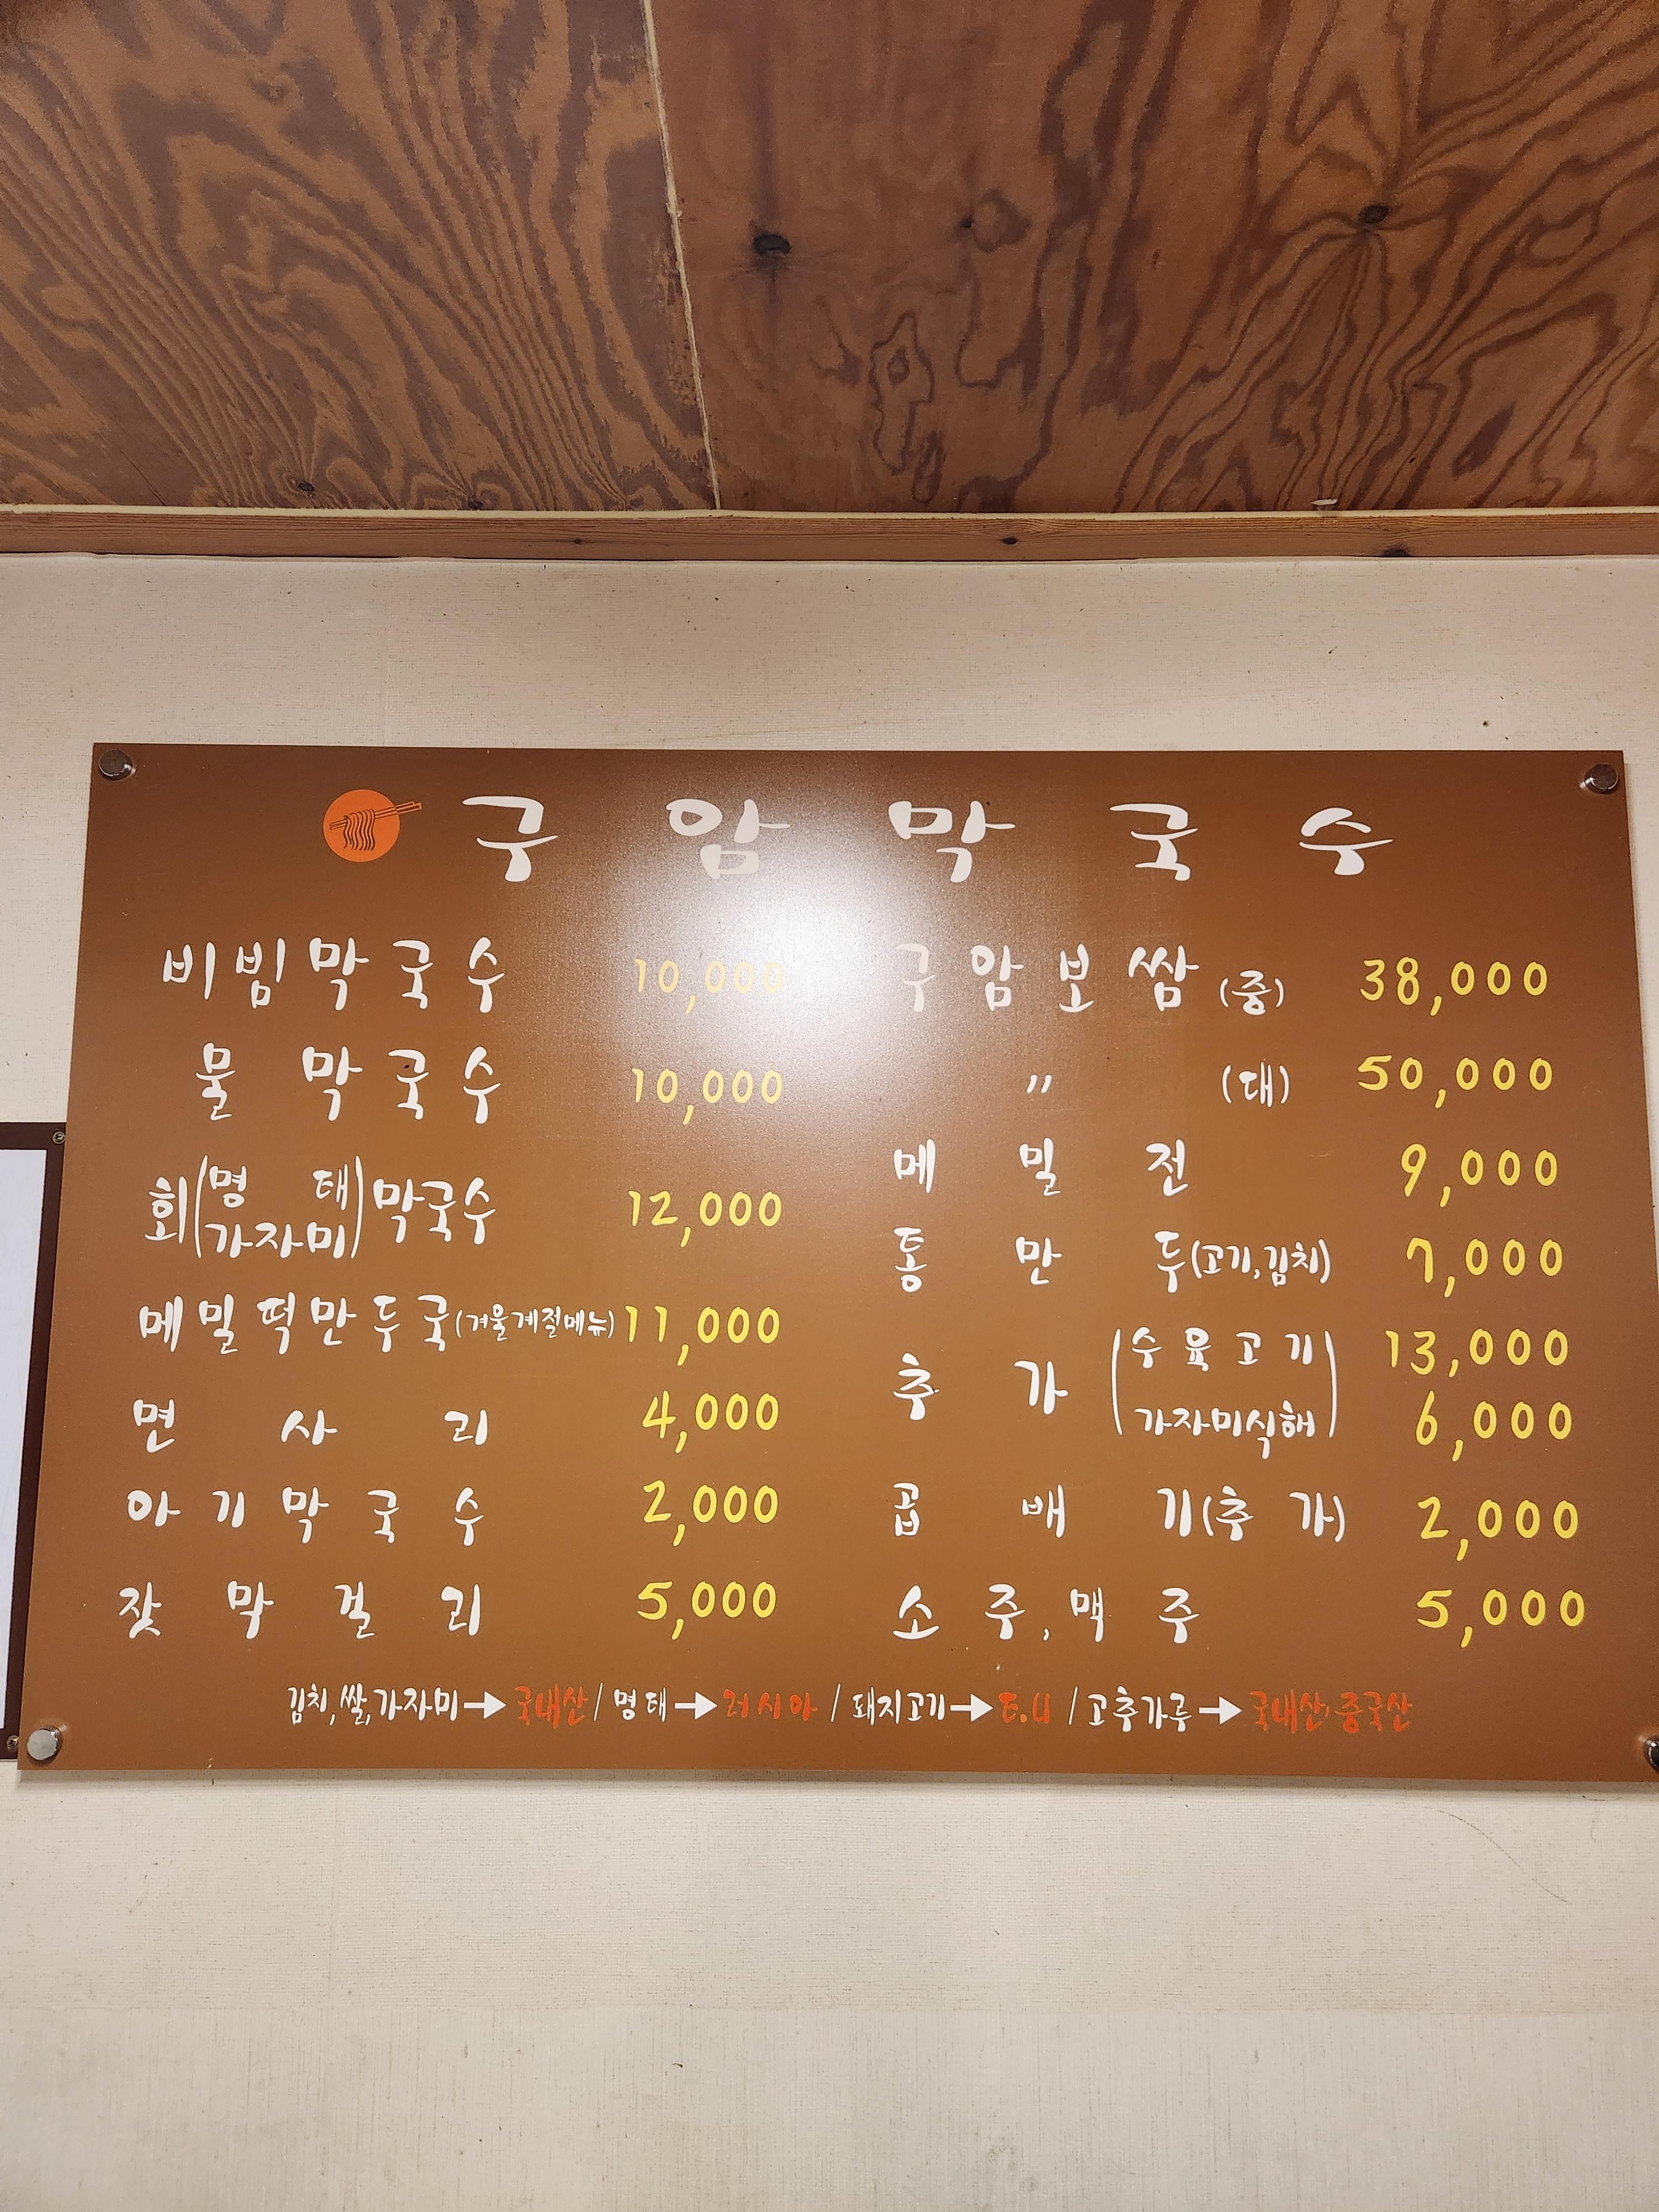 구암막국수
비빔막국수 10,000
물막국수 10,000
회(명태 가자미)막국수 12,000
메밀떡만두국(겨울계절메뉴) 11,000
면사리 4,000
아기막국수 2,000
잣막걸리 5,000
구암보쌈(중) 38,000
〃 (대) 50,000
메밀전 9,000
통만두(고기,김치) 7,000
추가(수육고기 13,000
가자미식해) 6,000
곱배기(추가) 2,000
소주,맥주 5,000
김치,쌀,가자미→국내산/명태→러시아/돼지고기→E.U/고추가루→국내산,중국산